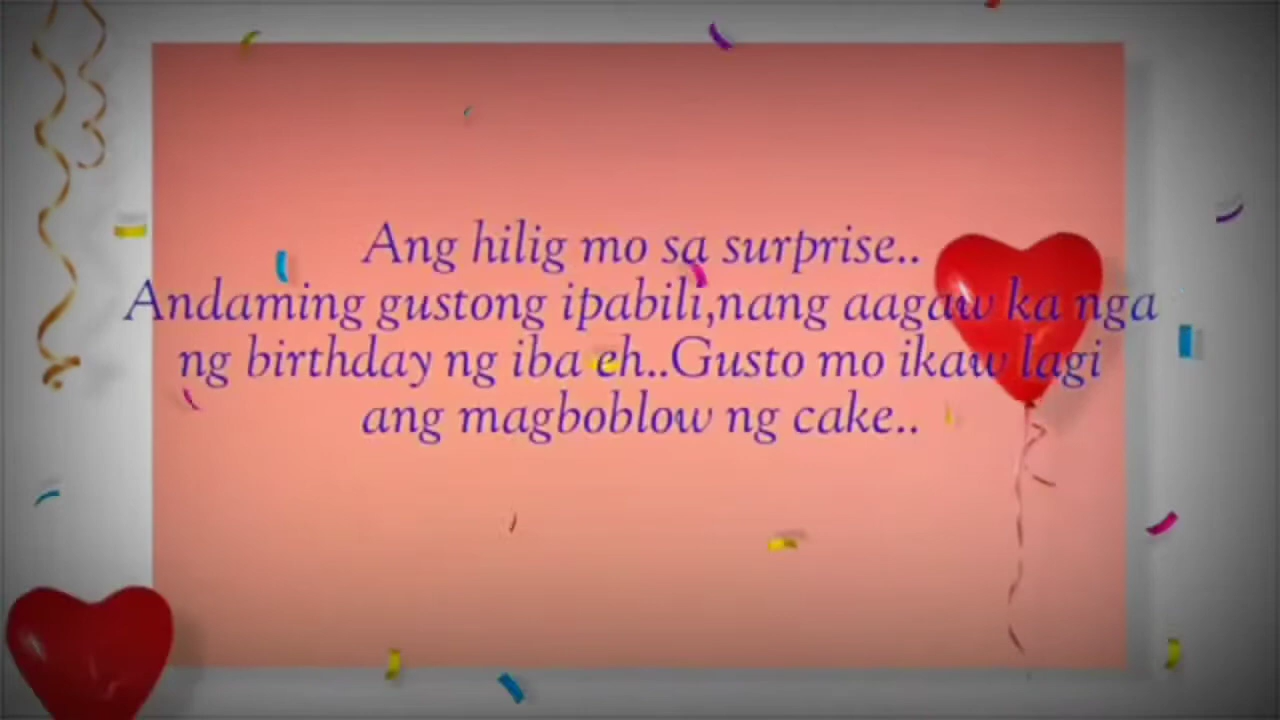 Ang hilig mo sa surprise..
Andaming gustong ipabili,nang aagaw ka nga
ng birthday ng iba eh..Gusto mo ikaw lagi
ang magboblow ng cake..